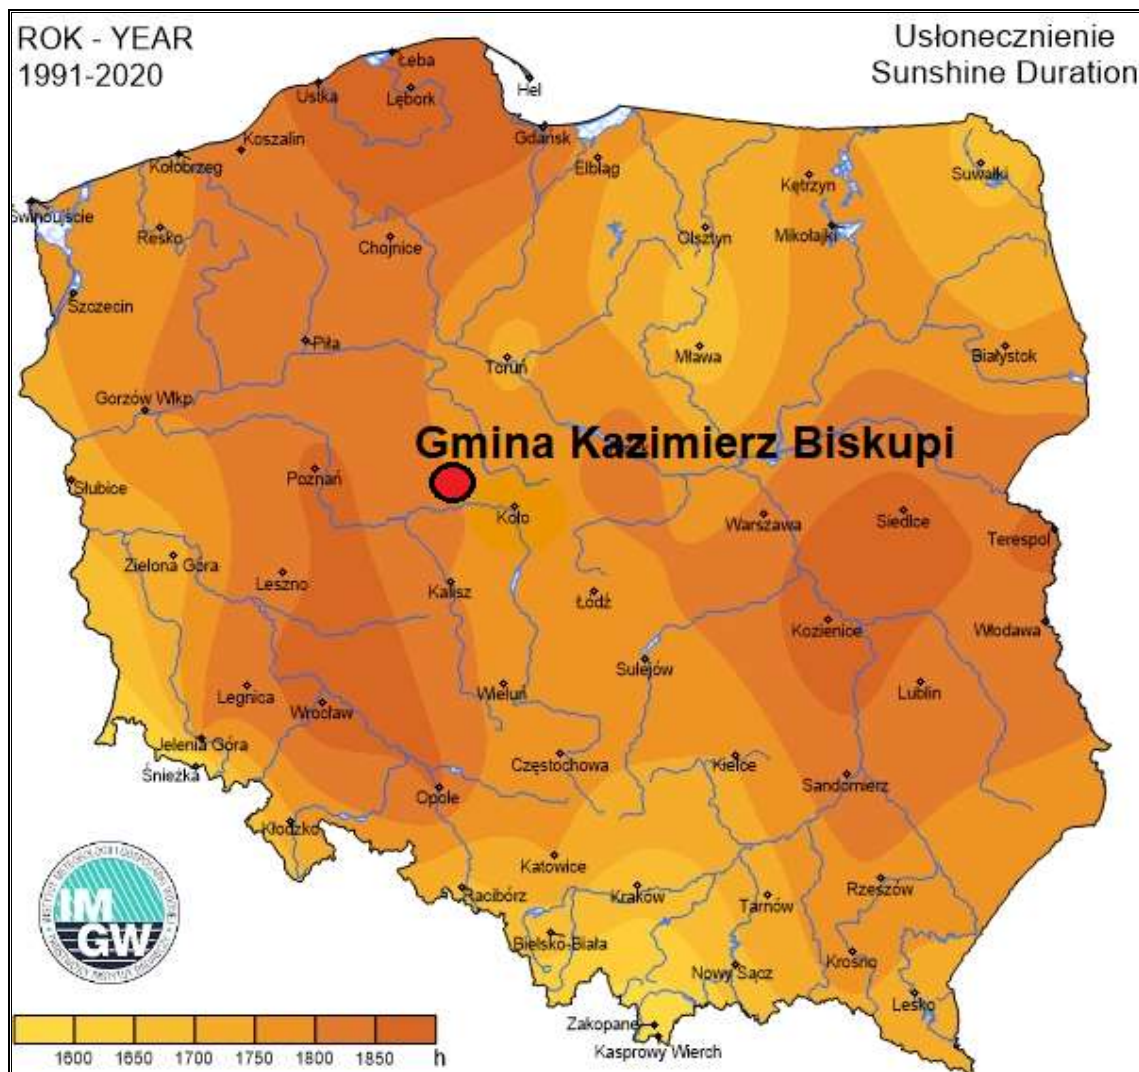 ROK - YEAR
1991-2020
Usłonecznienie
Sunshine Duration
Łeba
Ustka
Lębork
Hel
Koszalin
Gdańsk
Kołobrzeg
Elbląg
Kętrzyn
Suwałki
Świnoujście
Resko
Chojnice
Olsztyn
Mikołajki
Szczecin
Piła
Toruń
Mława
Białystok
Gorzów Wlkp.
Gmina Kazimierz Biskupi
Słubice
Poznań
Koło
Warszawa
Siedlce
Terespol
Zielona Góra
Leszno
Kalisz
Łódź
Kozienice
Włodawa
Sulejów
Legnica
Wrocław
Wieluń
Lublin
Jelenia Góra
Śnieżka
Częstochowa
Kielce
Sandomierz
Opole
Kłodzko
Katowice
Racibórz
Kraków
Tarnów
Rzeszów
Bielsko-Biała
Nowy Sącz
Krosno
Lesko
Zakopane
Kasprowy Wierch
IM
GW
1600 1650 1700 1750 1800 1850 h